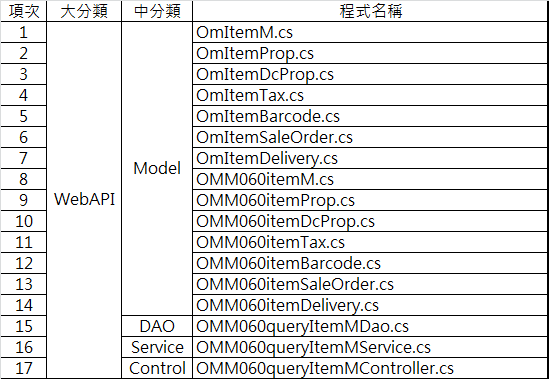 項次 大分類 中分類 程式名稱
1 OmItemM.cs
2 OmItemProp.cs
3 OmItemDcProp.cs
4 OmItemTax.cs
5 OmItemBarcode.cs
6 OmItemSaleOrder.cs
7 OmItemDelivery.cs
Model
8 OMM060itemM.cs
WebAPI
9 OMM060itemProp.cs
10 OMM060itemDcProp.cs
11 OMM060itemTax.cs
12 OMM060itemBarcode.cs
13 OMM060itemSaleOrder.cs
14 OMM060itemDelivery.cs
15 DAO OMM060queryItemMDao.cs
16 Service OMM060queryItemMService.cs
17 Control OMM060queryItemMController.cs